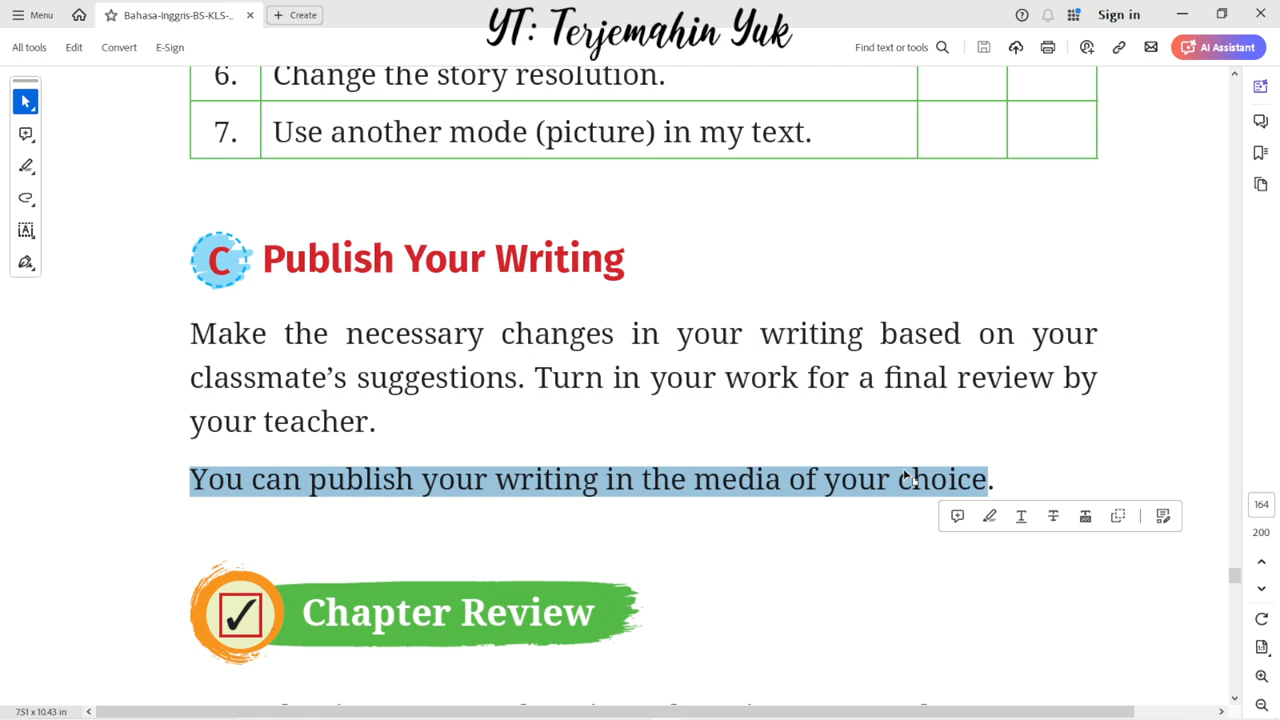 Menu
Bahasa-Inggris-BS-KLS-...
Create
YT: Terjemahin Yuk
Sign in
All tools
Edit
Convert
E-Sign
Find text or tools
AI Assistant
6. Change the story resolution.
7. Use another mode (picture) in my text.
C Publish Your Writing
Make the necessary changes in your writing based on your
classmate's suggestions. Turn in your work for a final review by
your teacher.
You can publish your writing in the media of your choice.
164
200
Chapter Review
7.51 x 10.43 in